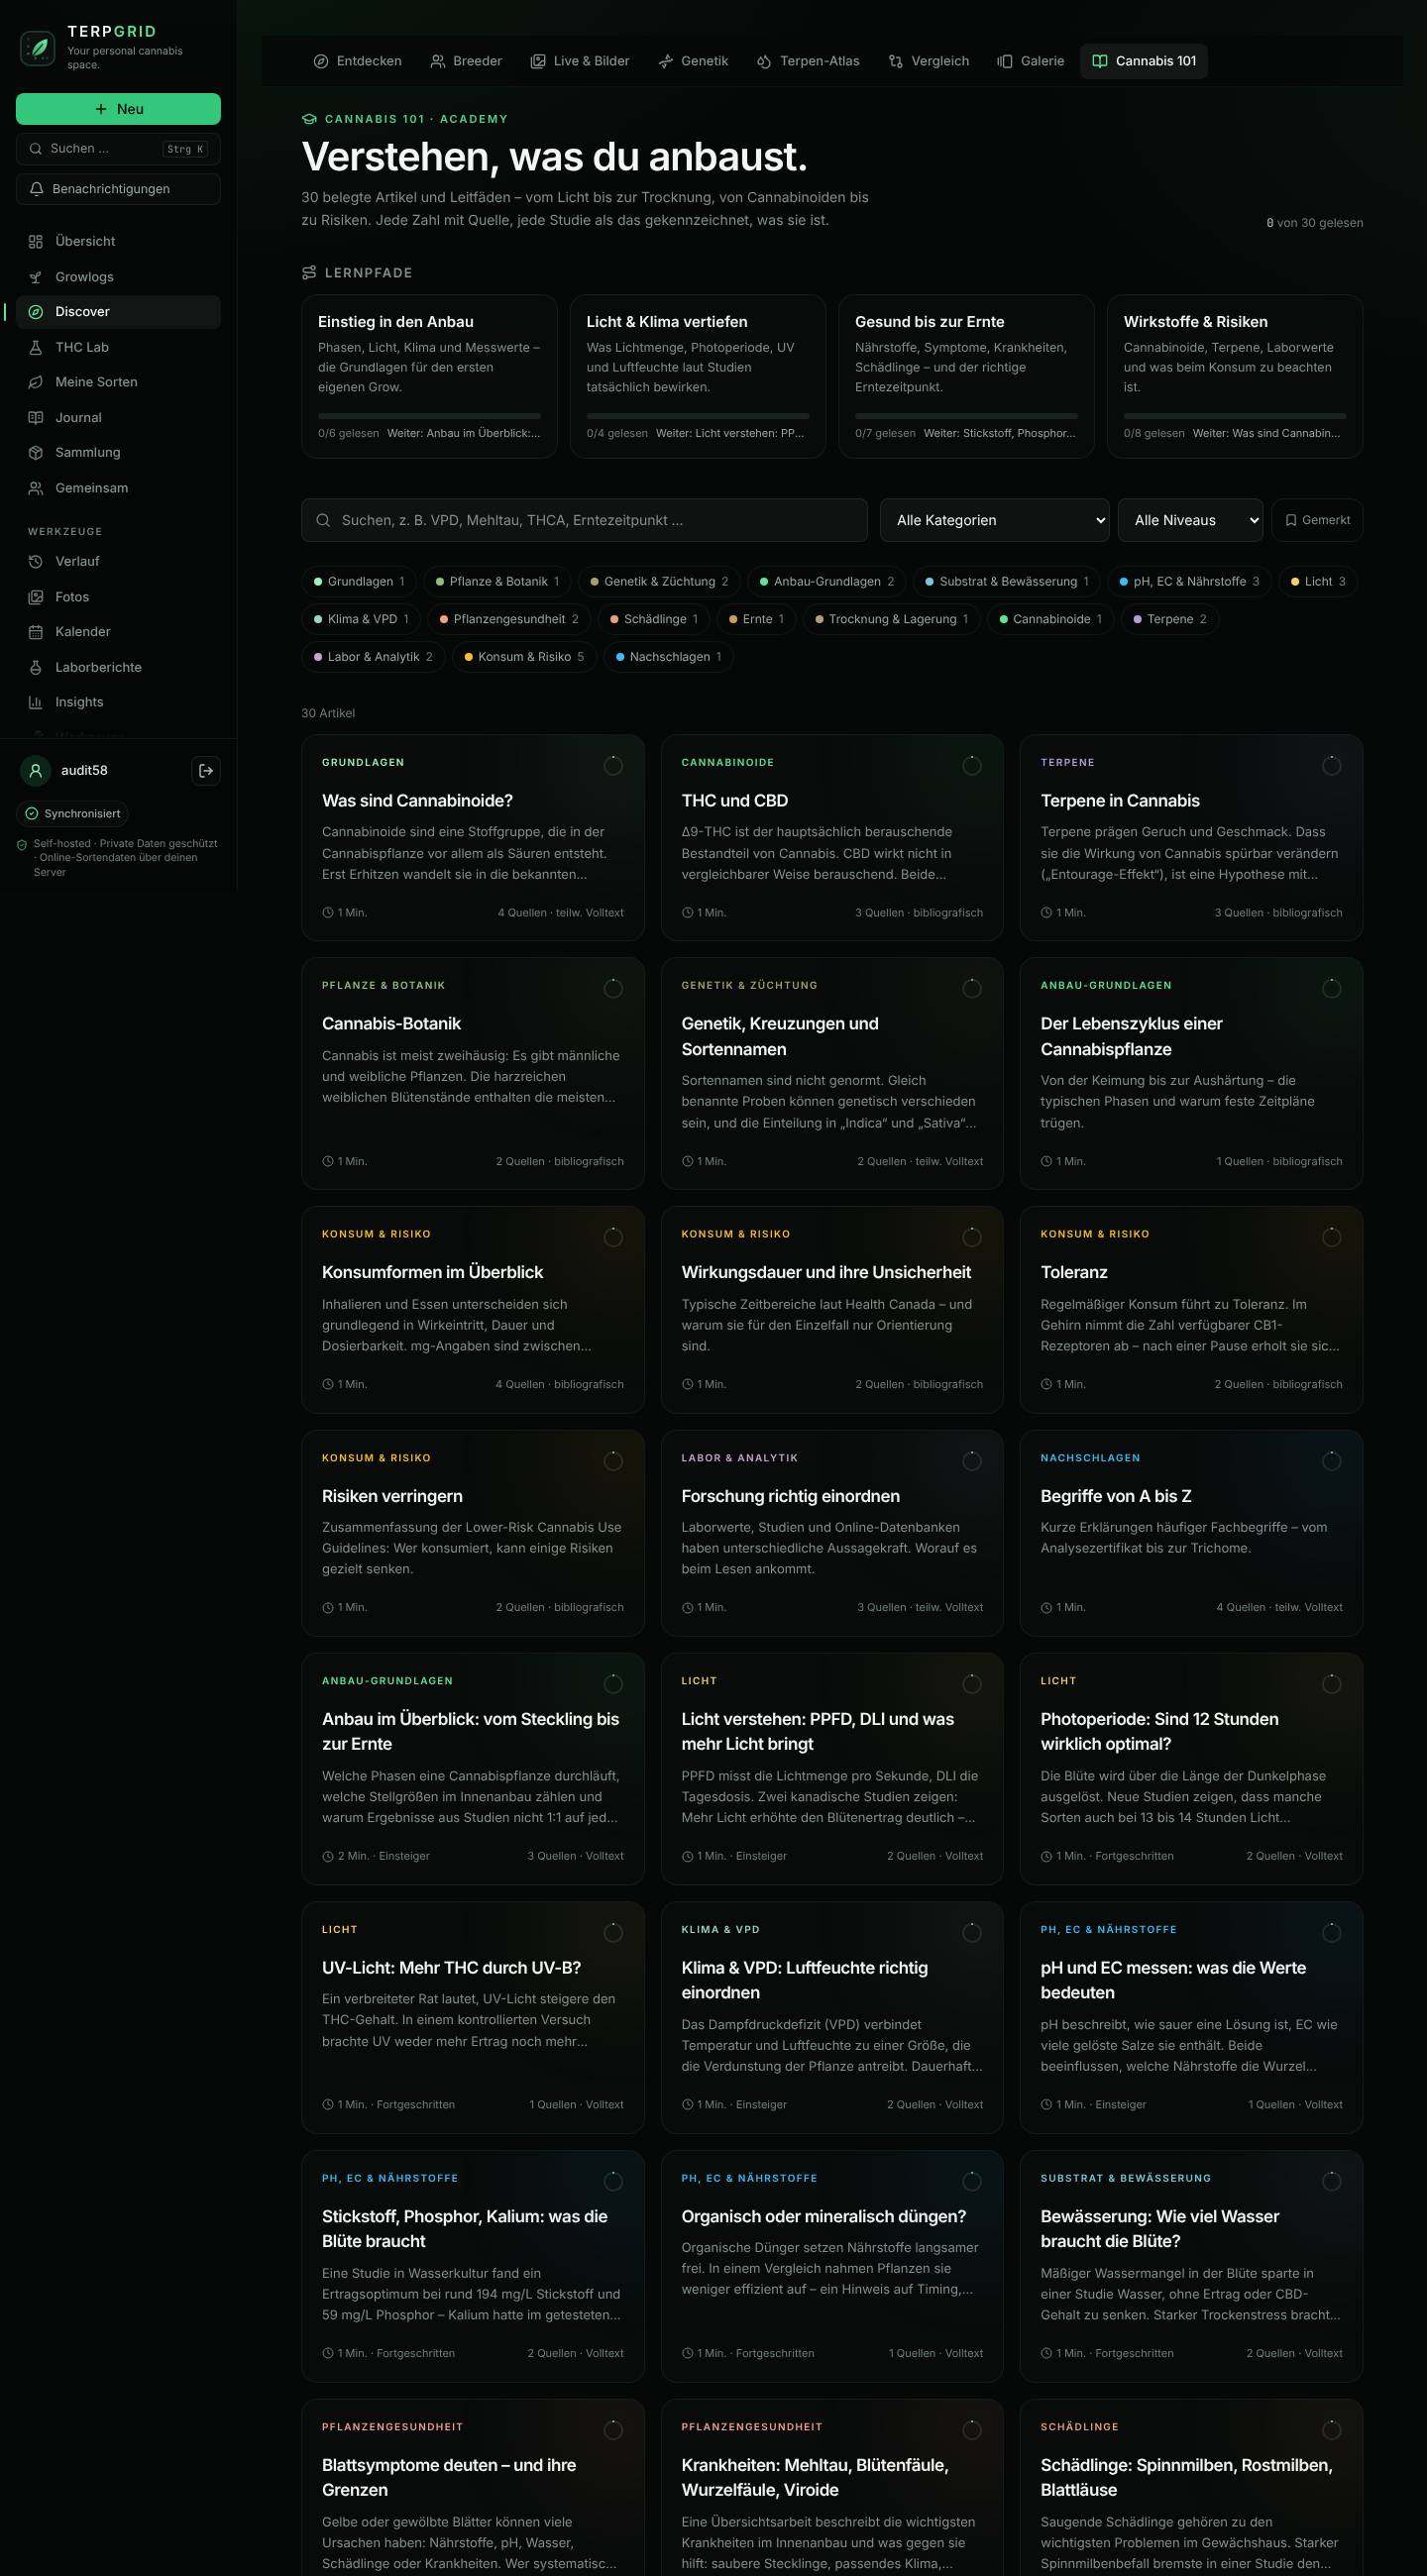 TERPGRID
Your personal cannabis
space.
Neu
Suchen ...
Strg K
Benachrichtigungen
Übersicht
Growlogs
Discover
THC Lab
Meine Sorten
Journal
Sammlung
Gemeinsam
WERKZEUGE
Verlauf
Fotos
Kalender
Laborberichte
Insights
audit58
Synchronisiert
Self-hosted · Private Daten geschützt
· Online-Sortendaten über deinen
Server
Entdecken
Breeder
Live & Bilder
Genetik
Terpen-Atlas
Vergleich
Galerie
Cannabis 101
CANNABIS 101 · ACADEMY
Verstehen, was du anbaust.
30 belegte Artikel und Leitfäden – vom Licht bis zur Trocknung, von Cannabinoiden bis
zu Risiken. Jede Zahl mit Quelle, jede Studie als das gekennzeichnet, was sie ist.
0 von 30 gelesen
LERNPFADE
Einstieg in den Anbau
Phasen, Licht, Klima und Messwerte –
die Grundlagen für den ersten
eigenen Grow.
0/6 gelesen Weiter: Anbau im Überblick:...
Licht & Klima vertiefen
Was Lichtmenge, Photoperiode, UV
und Luftfeuchte laut Studien
tatsächlich bewirken.
0/4 gelesen Weiter: Licht verstehen: PP...
Gesund bis zur Ernte
Nährstoffe, Symptome, Krankheiten,
Schädlinge – und der richtige
Erntezeitpunkt.
0/7 gelesen Weiter: Stickstoff, Phosphor...
Wirkstoffe & Risiken
Cannabinoide, Terpene, Laborwerte
und was beim Konsum zu beachten
ist.
0/8 gelesen Weiter: Was sind Cannabin...
Suchen, z. B. VPD, Mehltau, THCA, Erntezeitpunkt ...
Alle Kategorien
Alle Niveaus
Gemerkt
Grundlagen 1
Pflanze & Botanik 1
Genetik & Züchtung 2
Anbau-Grundlagen 2
Substrat & Bewässerung 1
pH, EC & Nährstoffe 3
Licht 3
Klima & VPD 1
Pflanzengesundheit 2
Schädlinge 1
Ernte 1
Trocknung & Lagerung 1
Cannabinoide 1
Terpene 2
Labor & Analytik 2
Konsum & Risiko 5
Nachschlagen 1
30 Artikel
GRUNDLAGEN
Was sind Cannabinoide?
Cannabinoide sind eine Stoffgruppe, die in der
Cannabispflanze vor allem als Säuren entsteht.
Erst Erhitzen wandelt sie in die bekannten...
1 Min.
4 Quellen · teilw. Volltext
CANNABINOIDE
THC und CBD
Δ9-THC ist der hauptsächlich berauschende
Bestandteil von Cannabis. CBD wirkt nicht in
vergleichbarer Weise berauschend. Beide...
1 Min.
3 Quellen · bibliografisch
TERPENE
Terpene in Cannabis
Terpene prägen Geruch und Geschmack. Dass
sie die Wirkung von Cannabis spürbar verändern
(„Entourage-Effekt“), ist eine Hypothese mit...
1 Min.
3 Quellen · bibliografisch
PFLANZE & BOTANIK
Cannabis-Botanik
Cannabis ist meist zweihäusig: Es gibt männliche
und weibliche Pflanzen. Die harzreichen
weiblichen Blütenstände enthalten die meisten...
1 Min.
2 Quellen · bibliografisch
GENETIK & ZÜCHTUNG
Genetik, Kreuzungen und
Sortennamen
Sortennamen sind nicht genormt. Gleich
benannte Proben können genetisch verschieden
sein, und die Einteilung in „Indica“ und „Sativa“...
1 Min.
2 Quellen · teilw. Volltext
ANBAU-GRUNDLAGEN
Der Lebenszyklus einer
Cannabispflanze
Von der Keimung bis zur Aushärtung – die
typischen Phasen und warum feste Zeitpläne
trügen.
1 Min.
1 Quellen · bibliografisch
KONSUM & RISIKO
Konsumformen im Überblick
Inhalieren und Essen unterscheiden sich
grundlegend in Wirkeintritt, Dauer und
Dosierbarkeit. mg-Angaben sind zwischen...
1 Min.
4 Quellen · bibliografisch
KONSUM & RISIKO
Wirkungsdauer und ihre Unsicherheit
Typische Zeitbereiche laut Health Canada – und
warum sie für den Einzelfall nur Orientierung
sind.
1 Min.
2 Quellen · bibliografisch
KONSUM & RISIKO
Toleranz
Regelmäßiger Konsum führt zu Toleranz. Im
Gehirn nimmt die Zahl verfügbarer CB1-
Rezeptoren ab – nach einer Pause erholt sie sic...
1 Min.
2 Quellen · bibliografisch
KONSUM & RISIKO
Risiken verringern
Zusammenfassung der Lower-Risk Cannabis Use
Guidelines: Wer konsumiert, kann einige Risiken
gezielt senken.
1 Min.
2 Quellen · bibliografisch
LABOR & ANALYTIK
Forschung richtig einordnen
Laborwerte, Studien und Online-Datenbanken
haben unterschiedliche Aussagekraft. Worauf es
beim Lesen ankommt.
1 Min.
3 Quellen · teilw. Volltext
NACHSCHLAGEN
Begriffe von A bis Z
Kurze Erklärungen häufiger Fachbegriffe – vom
Analysezertifikat bis zur Trichome.
1 Min.
4 Quellen · teilw. Volltext
ANBAU-GRUNDLAGEN
Anbau im Überblick: vom Steckling bis
zur Ernte
Welche Phasen eine Cannabispflanze durchläuft,
welche Stellgrößen im Innenanbau zählen und
warum Ergebnisse aus Studien nicht 1:1 auf jed...
2 Min. · Einsteiger
3 Quellen · Volltext
LICHT
Licht verstehen: PPFD, DLI und was
mehr Licht bringt
PPFD misst die Lichtmenge pro Sekunde, DLI die
Tagesdosis. Zwei kanadische Studien zeigen:
Mehr Licht erhöhte den Blütenertrag deutlich –...
1 Min. · Einsteiger
2 Quellen · Volltext
LICHT
Photoperiode: Sind 12 Stunden
wirklich optimal?
Die Blüte wird über die Länge der Dunkelphase
ausgelöst. Neue Studien zeigen, dass manche
Sorten auch bei 13 bis 14 Stunden Licht...
1 Min. · Fortgeschritten
2 Quellen · Volltext
LICHT
UV-Licht: Mehr THC durch UV-B?
Ein verbreiteter Rat lautet, UV-Licht steigere den
THC-Gehalt. In einem kontrollierten Versuch
brachte UV weder mehr Ertrag noch mehr...
1 Min. · Fortgeschritten
1 Quellen · Volltext
KLIMA & VPD
Klima & VPD: Luftfeuchte richtig
einordnen
Das Dampfdruckdefizit (VPD) verbindet
Temperatur und Luftfeuchte zu einer Größe, die
die Verdunstung der Pflanze antreibt. Dauerhaft...
1 Min. · Einsteiger
2 Quellen · Volltext
PH, EC & NÄHRSTOFFE
pH und EC messen: was die Werte
bedeuten
pH beschreibt, wie sauer eine Lösung ist, EC wie
viele gelöste Salze sie enthält. Beide
beeinflussen, welche Nährstoffe die Wurzel...
1 Min. · Einsteiger
1 Quellen · Volltext
PH, EC & NÄHRSTOFFE
Stickstoff, Phosphor, Kalium: was die
Blüte braucht
Eine Studie in Wasserkultur fand ein
Ertragsoptimum bei rund 194 mg/L Stickstoff und
59 mg/L Phosphor – Kalium hatte im getesteten...
1 Min. · Fortgeschritten
2 Quellen · Volltext
PH, EC & NÄHRSTOFFE
Organisch oder mineralisch düngen?
Organische Dünger setzen Nährstoffe langsamer
frei. In einem Vergleich nahmen Pflanzen sie
weniger effizient auf – ein Hinweis auf Timing,...
1 Min. · Fortgeschritten
1 Quellen · Volltext
SUBSTRAT & BEWÄSSERUNG
Bewässerung: Wie viel Wasser
braucht die Blüte?
Mäßiger Wassermangel in der Blüte sparte in
einer Studie Wasser, ohne Ertrag oder CBD-
Gehalt zu senken. Starker Trockenstress bracht...
1 Min. · Fortgeschritten
2 Quellen · Volltext
PFLANZENGESUNDHEIT
Blattsymptome deuten – und ihre
Grenzen
Gelbe oder gewölbte Blätter können viele
Ursachen haben: Nährstoffe, pH, Wasser,
Schädlinge oder Krankheiten. Wer systematisc...
PFLANZENGESUNDHEIT
Krankheiten: Mehltau, Blütenfäule,
Wurzelfäule, Viroide
Eine Übersichtsarbeit beschreibt die wichtigsten
Krankheiten im Innenanbau und was gegen sie
hilft: saubere Stecklinge, passendes Klima,...
SCHÄDLINGE
Schädlinge: Spinnmilben, Rostmilben,
Blattläuse
Saugende Schädlinge gehören zu den
wichtigsten Problemen im Gewächshaus. Starker
Spinnmilbenbefall bremste in einer Studie den...